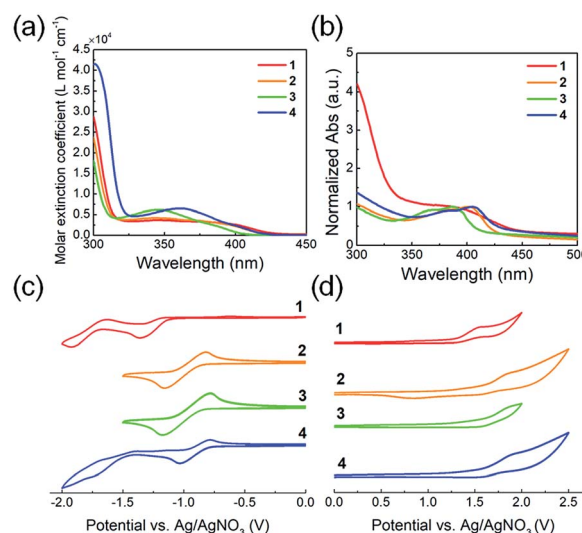 (a)
×10⁴
Molar extinction coefficient (L mol⁻¹ cm⁻¹)
4.5
4.0
3.5
3.0
2.5
2.0
1.5
1.0
0.5
0.0
300 350 400 450
Wavelength (nm)
1
2
3
4
(b)
Normalized Abs (a.u.)
5
4
3
2
1
0
300 350 400 450 500
Wavelength (nm)
1
2
3
4
(c)
1
2
3
4
-2.0 -1.5 -1.0 -0.5 0.0
Potential vs. Ag/AgNO₃ (V)
(d)
1
2
3
4
0.0 0.5 1.0 1.5 2.0 2.5
Potential vs. Ag/AgNO₃ (V)